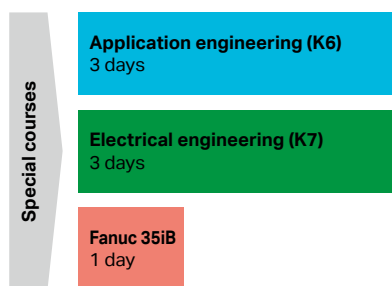 Special courses
Application engineering (K6)
3 days
Electrical engineering (K7)
3 days
Fanuc 35iB
1 day